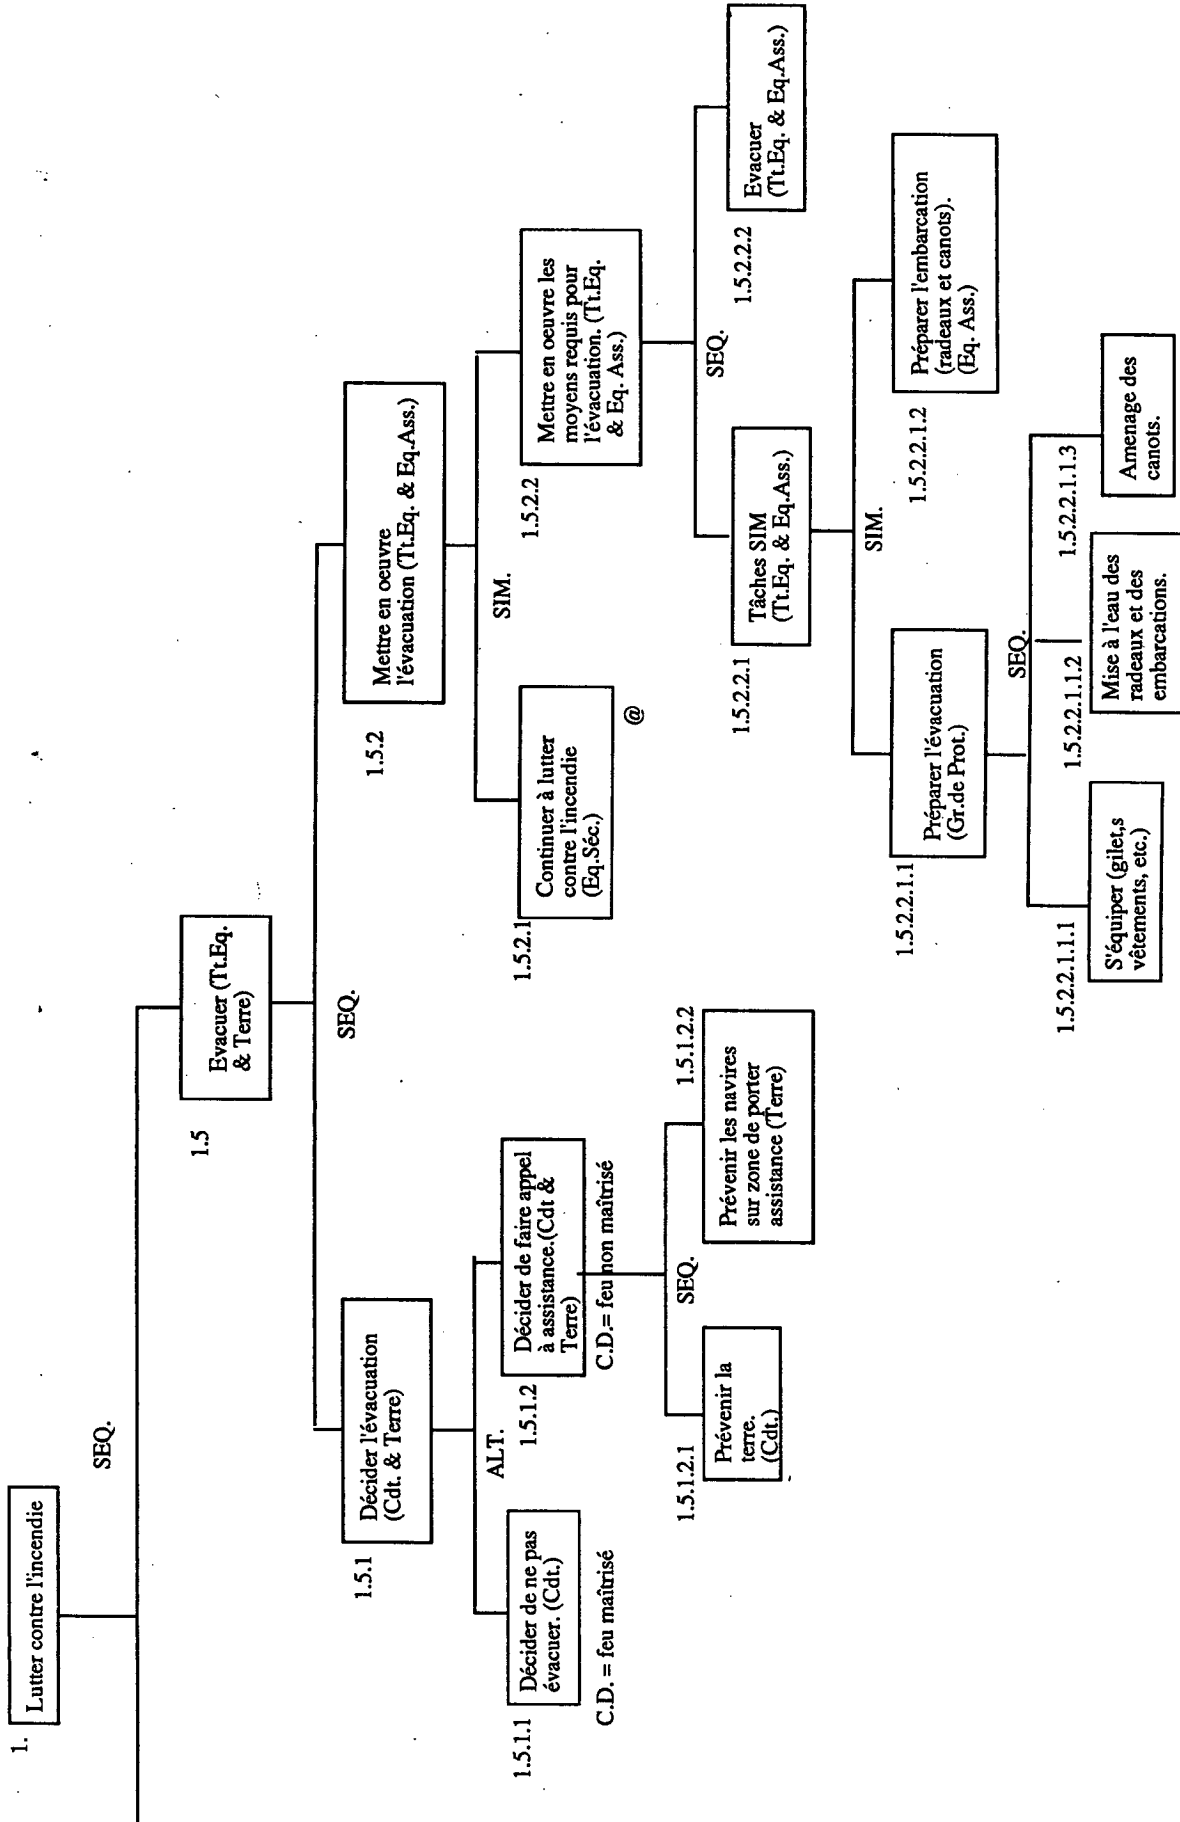 1.
Lutter contre l'incendie
SEQ.
1.5
Evacuer (Tt.Eq.
& Terre)
SEQ.
1.5.1
Décider l'évacuation
(Cdt. & Terre)
1.5.2
Mettre en oeuvre
l'évacuation (Tt.Eq. & Eq.Ass.)
ALT.
SIM.
1.5.1.1
Décider de ne pas
évacuer. (Cdt.)
C.D. = feu maîtrisé
1.5.1.2
Décider de faire appel
à assistance.(Cdt &
Terre)
C.D.= feu non maîtrisé
1.5.2.1
Continuer à lutter
contre l'incendie
(Eq.Séc.)
@
1.5.2.2
Mettre en oeuvre les
moyens requis pour
l'évacuation. (Tt.Eq.
& Eq. Ass.)
SEQ.
SEQ.
1.5.1.2.1
Prévenir la
terre.
(Cdt.)
1.5.1.2.2
Prévenir les navires
sur zone de porter
assistance (Terre)
1.5.2.2.1
Tâches SIM
(Tt.Eq. & Eq.Ass.)
1.5.2.2.2
Evacuer
(Tt.Eq. & Eq.Ass.)
SIM.
1.5.2.2.1.1
Préparer l'évacuation
(Gr.de Prot.)
1.5.2.2.1.2
Préparer l'embarcation
(radeaux et canots).
(Eq. Ass.)
SEQ.
1.5.2.2.1.1.1
S'équiper (gilet,s
vêtements, etc.)
1.5.2.2.1.1.2
Mise à l'eau des
radeaux et des
embarcations.
1.5.2.2.1.1.3
Amenage des
canots.